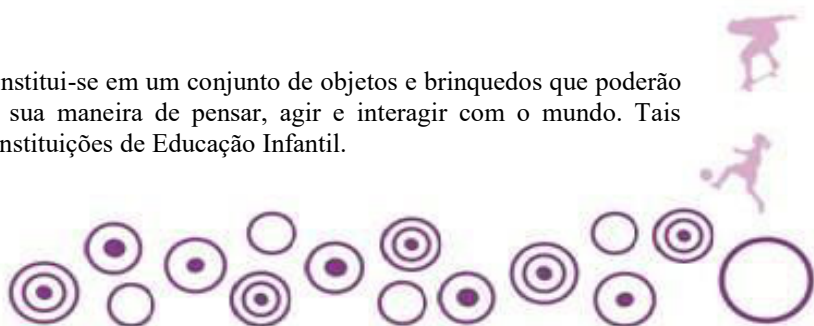 nstitui-se em um conjunto de objetos e brinquedos que poderão
sua maneira de pensar, agir e interagir com o mundo. Tais
nstituições de Educação Infantil.